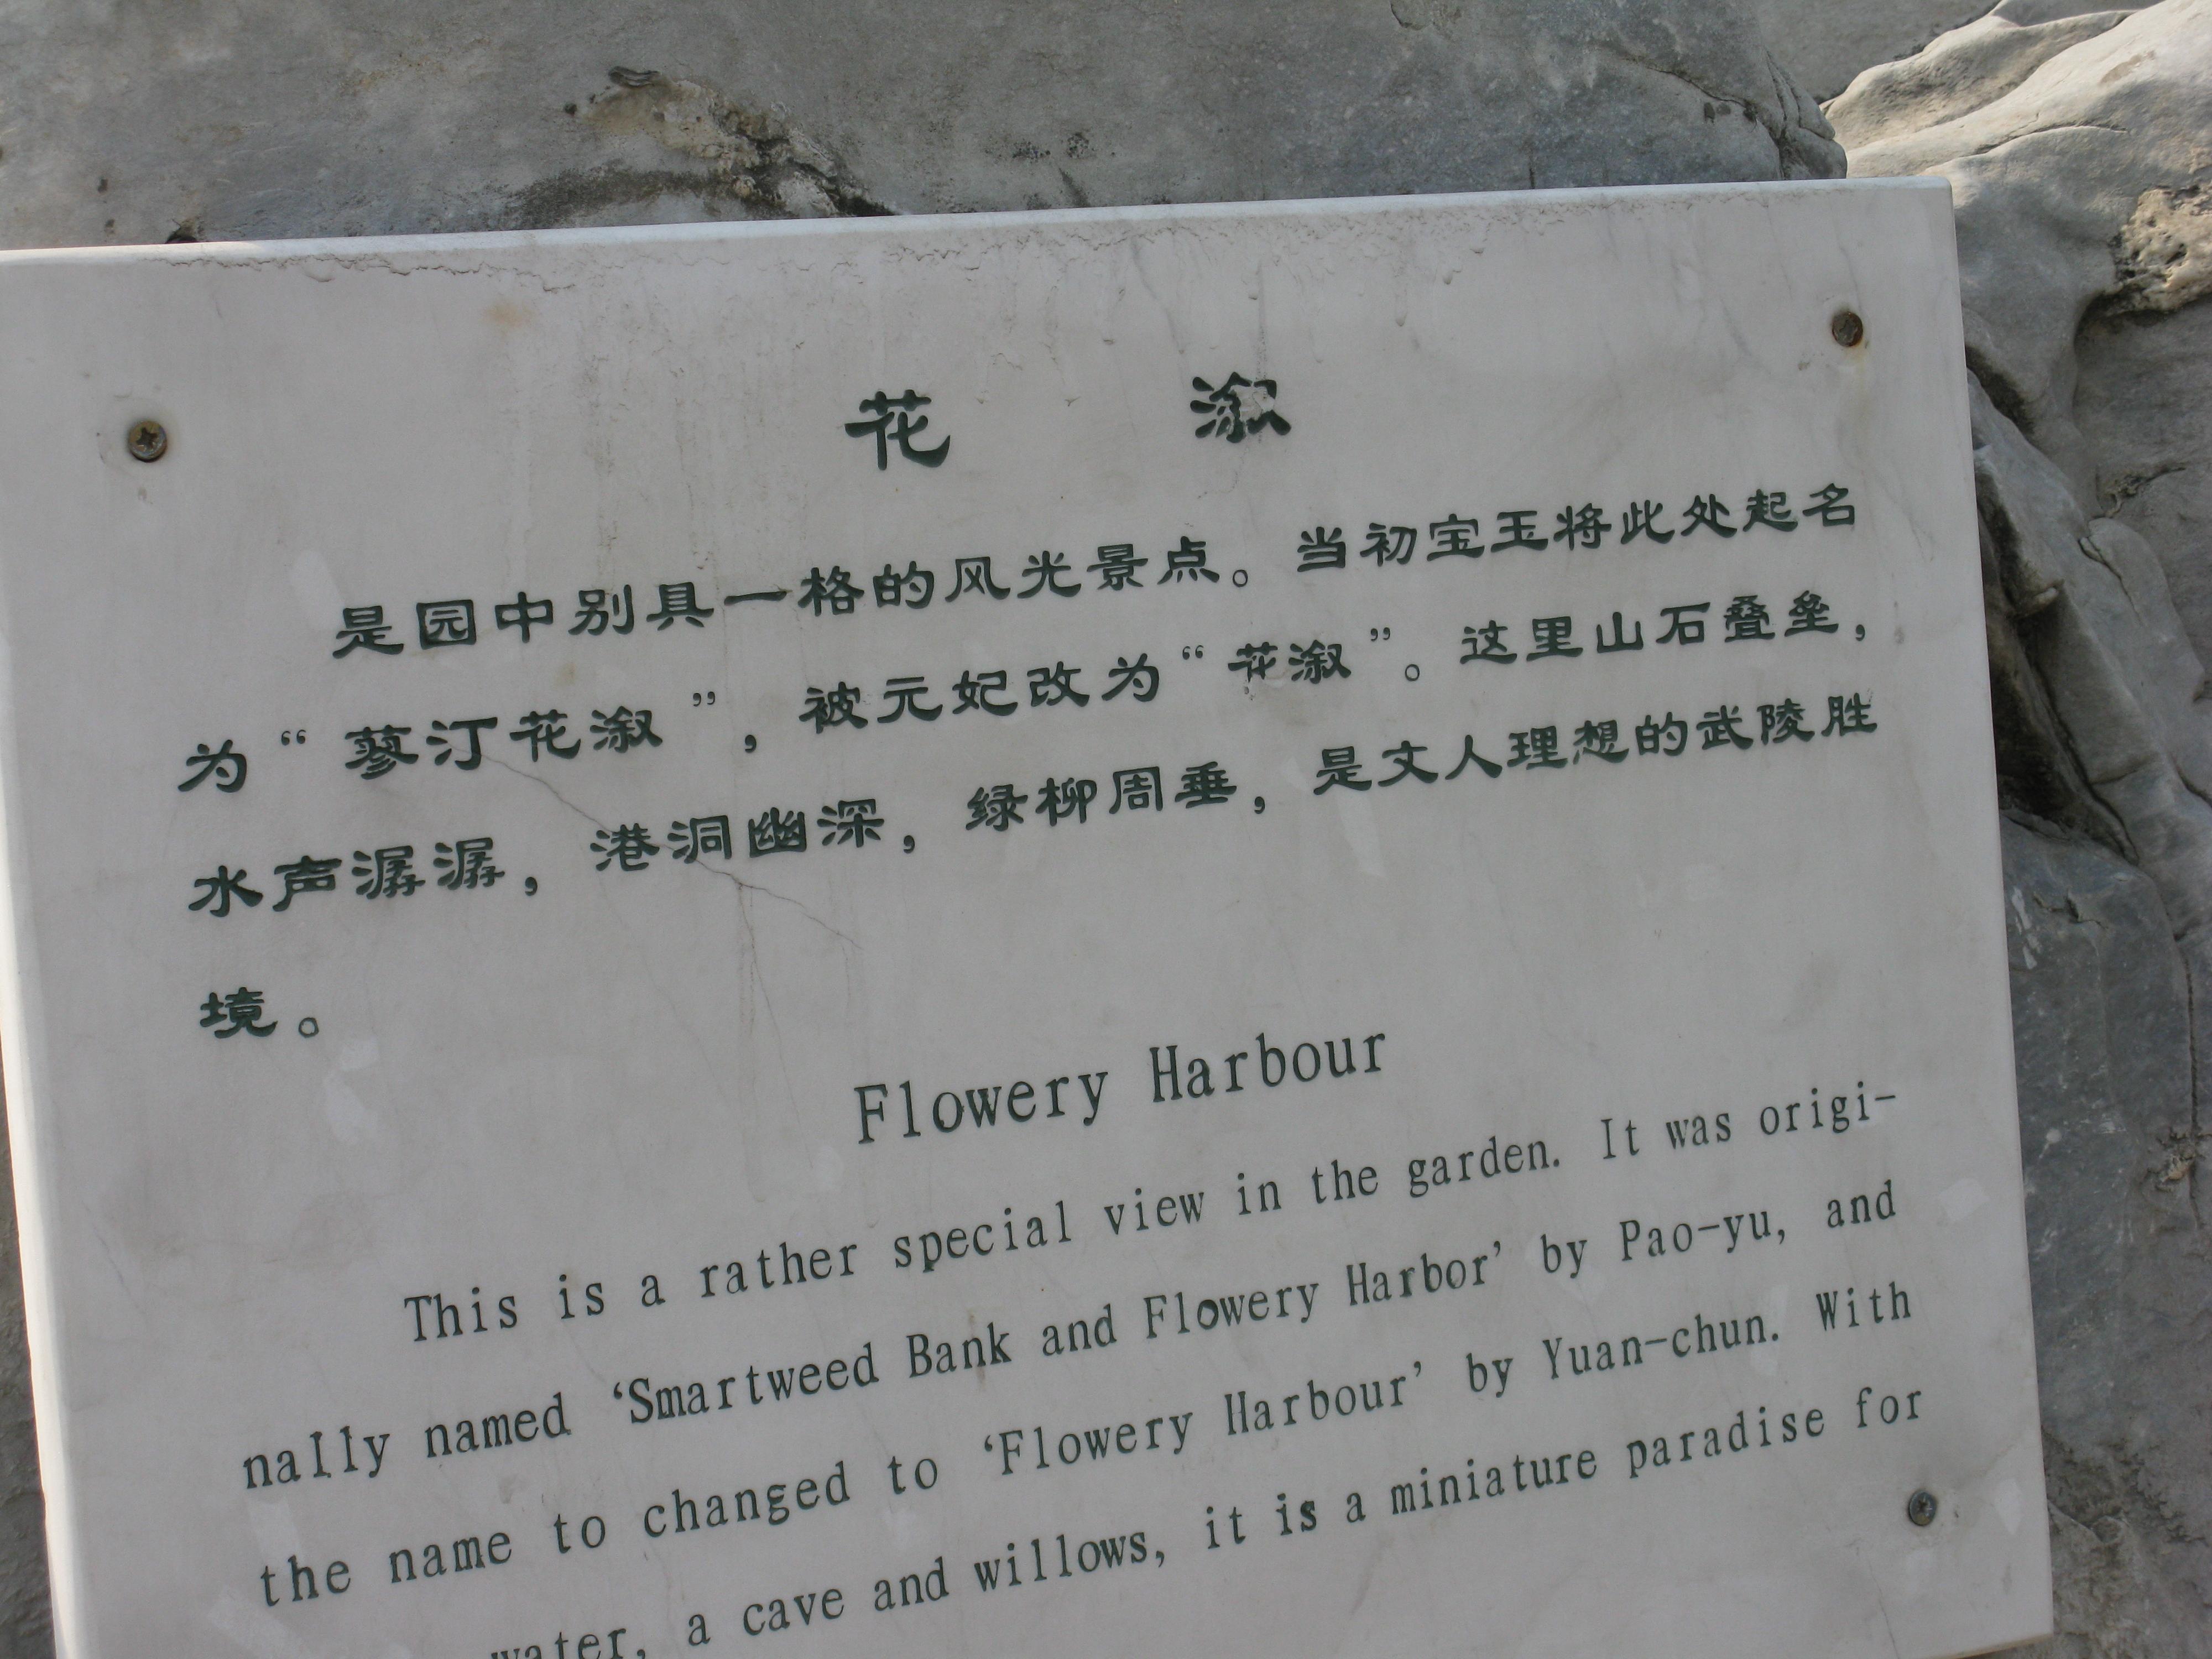 花 溆
是园中别具一格的风光景点。当初宝玉将此处起名
为“蓼汀花溆”，被元妃改为“花溆”。这里山石叠垒，
水声潺潺，港洞幽深，绿柳周垂，是文人理想的武陵胜
境。
Flowery Harbour
This is a rather special view in the garden. It was origi-
nally named ‘Smartweed Bank and Flowery Harbor’ by Pao-yu, and
the name to changed to ‘Flowery Harbour’ by Yuan-chun. With
water, a cave and willows, it is a miniature paradise for